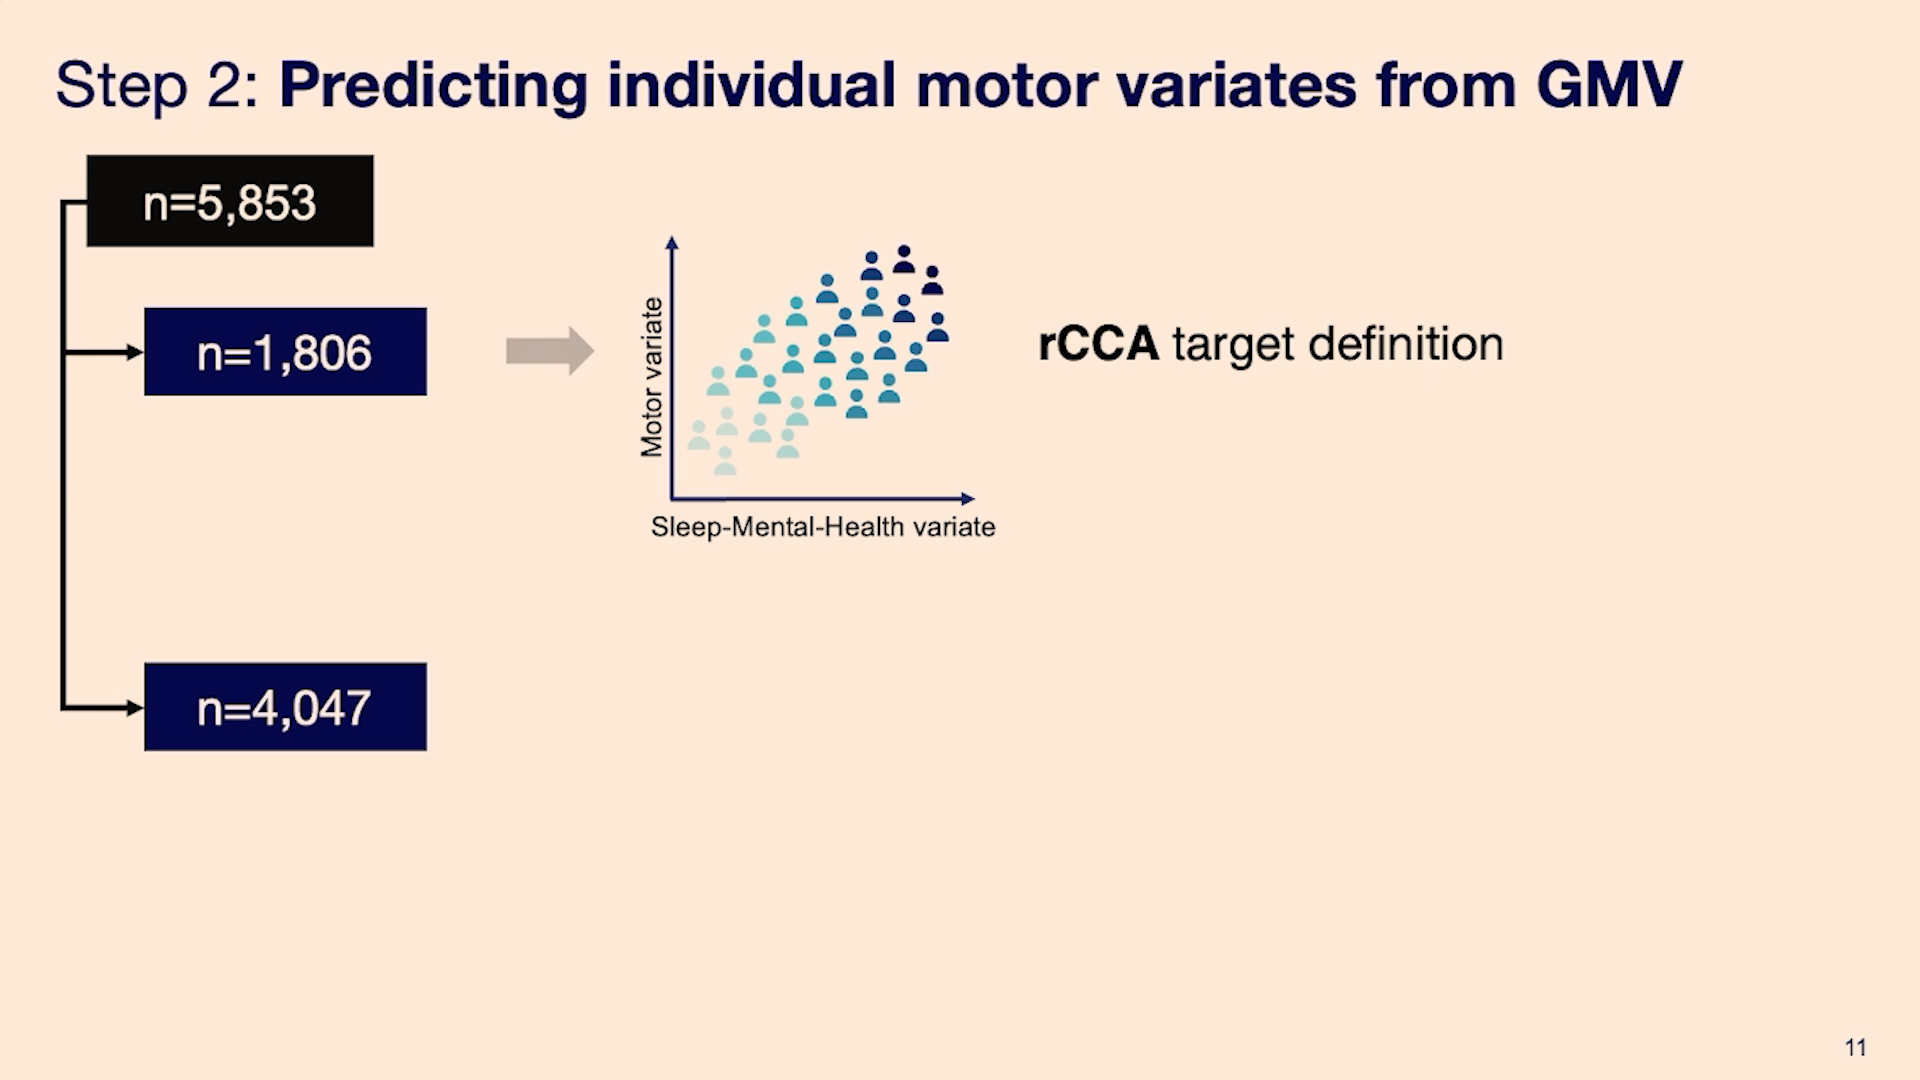 Step 2: Predicting individual motor variates from GMV
n=5,853
n=1,806
Motor variate
Sleep-Mental-Health variate
rCCA target definition
n=4,047
11